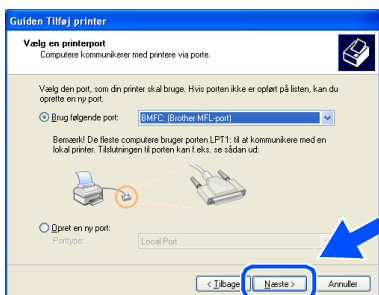 Guiden Tilføj printer
Vælg en printerport
Computere kommunikerer med printere via porte.
Vælg den port, som din printer skal bruge. Hvis porten ikke er opført på listen, kan du
oprette en ny port.
Brug følgende port: BMFC: (Brother MFL-port)
Bemærk! De fleste computere bruger porten LPT1: til at kommunikere med en
lokal printer. Tilslutningen til porten kan f.eks. se sådan ud:
Opret en ny port:
Porttype: Local Port
< Tilbage Næste > Annuller